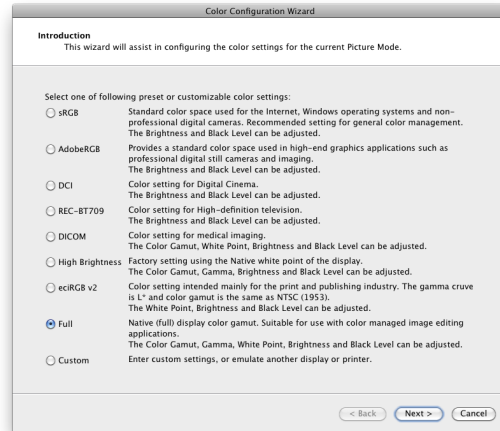 Color Configuration Wizard
Introduction
This wizard will assist in configuring the color settings for the current Picture Mode.
Select one of following preset or customizable color settings:
sRGB Standard color space used for the Internet, Windows operating systems and non-
professional digital cameras. Recommended setting for general color management.
The Brightness and Black Level can be adjusted.
AdobeRGB Provides a standard color space used in high-end graphics applications such as
professional digital still cameras and imaging.
The Brightness and Black Level can be adjusted.
DCI Color setting for Digital Cinema.
The Brightness and Black Level can be adjusted.
REC-BT709 Color setting for High-definition television.
The Brightness and Black Level can be adjusted.
DICOM Color setting for medical imaging.
The Color Gamut, White Point, Brightness and Black Level can be adjusted.
High Brightness Factory setting using the Native white point of the display.
The Color Gamut, Gamma, Brightness and Black Level can be adjusted.
eciRGB v2 Color setting intended mainly for the print and publishing industry. The gamma cruve
is L* and color gamut is the same as NTSC (1953).
The White Point, Brightness and Black Level can be adjusted.
Full Native (full) display color gamut. Suitable for use with color managed image editing
applications.
The Color Gamut, Gamma, White Point, Brightness and Black Level can be adjusted.
Custom Enter custom settings, or emulate another display or printer.
< Back Next > Cancel